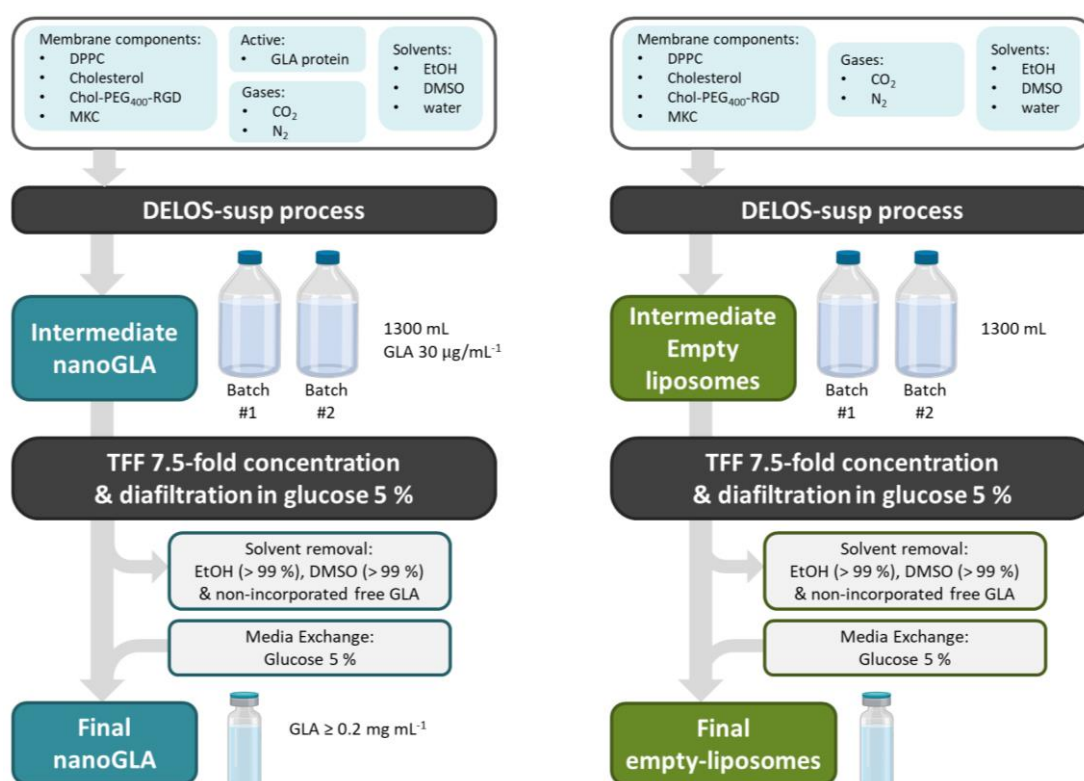 Membrane components:
• DPPC
• Cholesterol
• Chol-PEG₄₀₀-RGD
• MKC
Active:
• GLA protein
Gases:
• CO₂
• N₂
Solvents:
• EtOH
• DMSO
• water
DELOS-susp process
Intermediate
nanoGLA
Batch
#1
Batch
#2
1300 mL
GLA 30 µg/mL⁻¹
TFF 7.5-fold concentration
& diafiltration in glucose 5 %
Solvent removal:
EtOH (> 99 %), DMSO (> 99 %)
& non-incorporated free GLA
Media Exchange:
Glucose 5 %
Final
nanoGLA
GLA ≥ 0.2 mg mL⁻¹
Membrane components:
• DPPC
• Cholesterol
• Chol-PEG₄₀₀-RGD
• MKC
Gases:
• CO₂
• N₂
Solvents:
• EtOH
• DMSO
• water
DELOS-susp process
Intermediate
Empty
liposomes
Batch
#1
Batch
#2
1300 mL
TFF 7.5-fold concentration
& diafiltration in glucose 5 %
Solvent removal:
EtOH (> 99 %), DMSO (> 99 %)
& non-incorporated free GLA
Media Exchange:
Glucose 5 %
Final
empty-liposomes